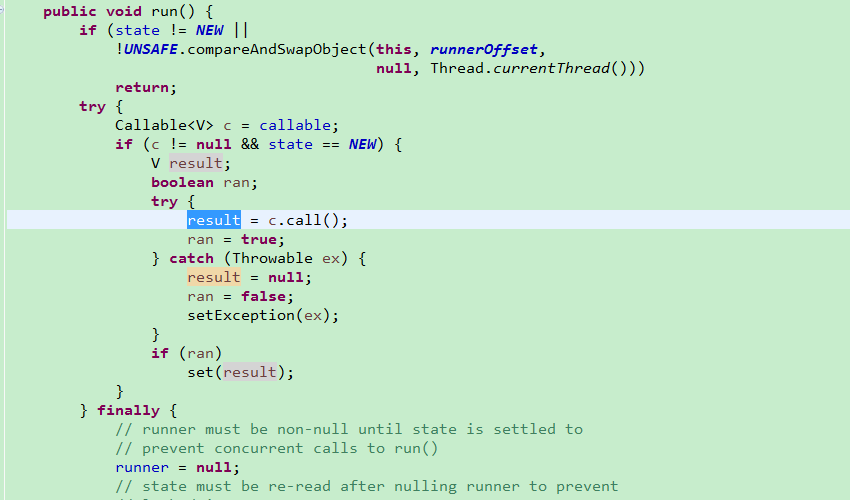 public void run() {
    if (state != NEW ||
        !UNSAFE.compareAndSwapObject(this, runnerOffset,
                                     null, Thread.currentThread()))
        return;
    try {
        Callable<V> c = callable;
        if (c != null && state == NEW) {
            V result;
            boolean ran;
            try {
                result = c.call();
                ran = true;
            } catch (Throwable ex) {
                result = null;
                ran = false;
                setException(ex);
            }
            if (ran)
                set(result);
        }
    } finally {
        // runner must be non-null until state is settled to
        // prevent concurrent calls to run()
        runner = null;
        // state must be re-read after nulling runner to prevent